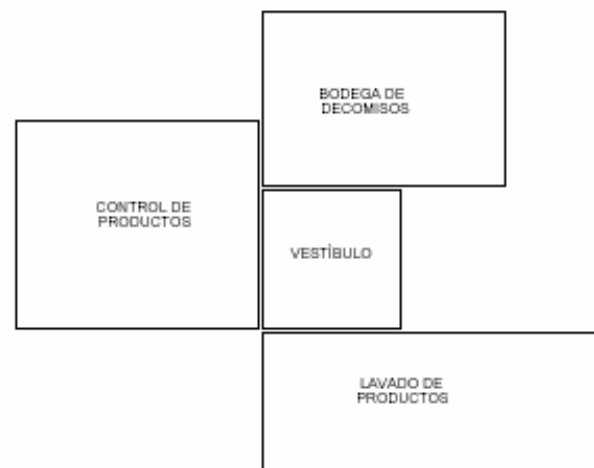 BODEGA DE
DECOMISOS
CONTROL DE
PRODUCTOS
VESTÍBULO
LAVADO DE
PRODUCTOS